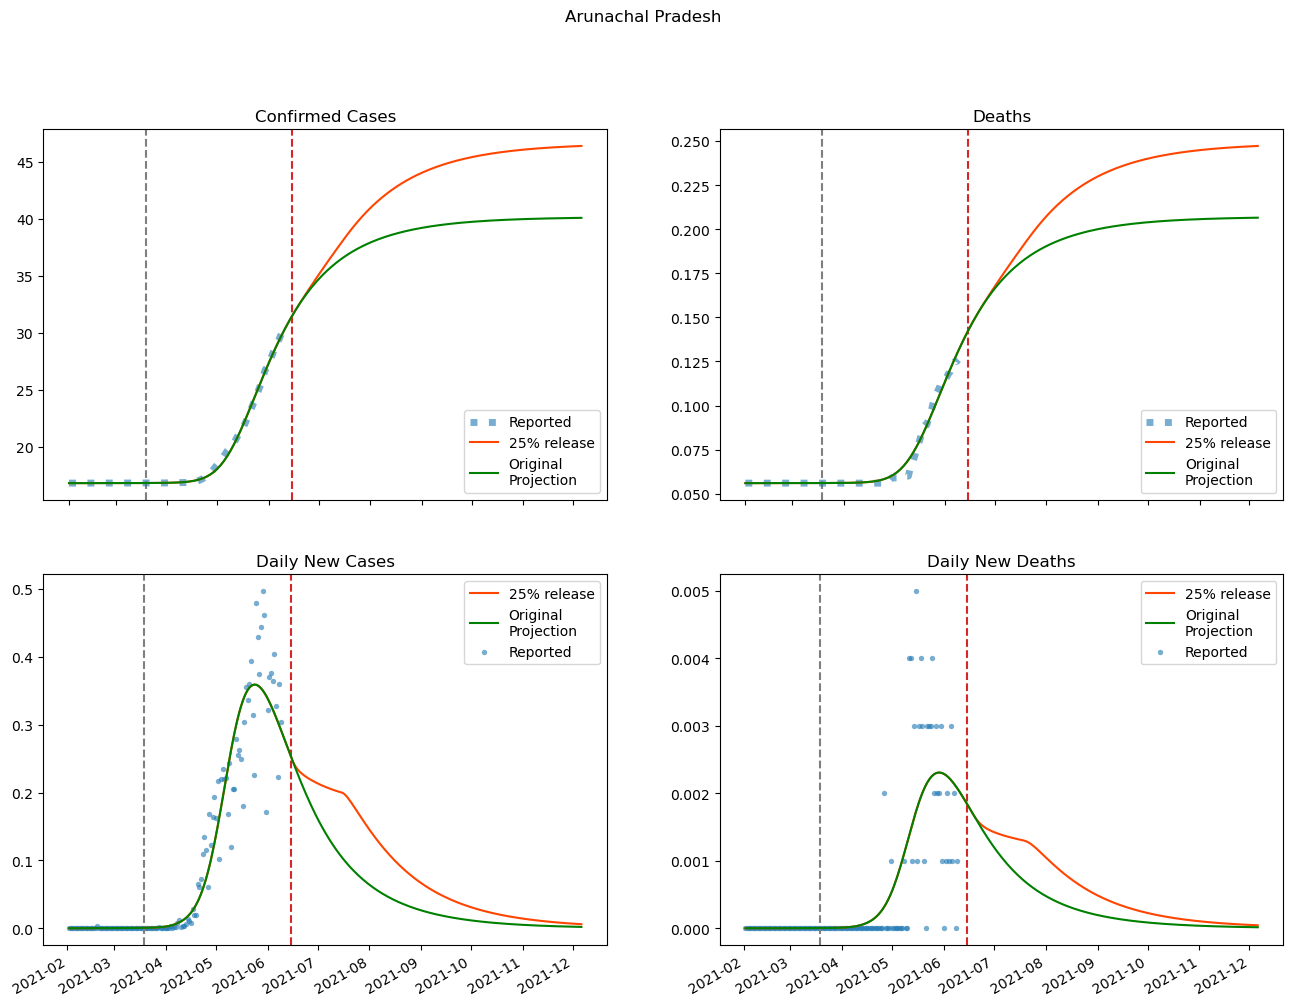 Arunachal Pradesh
Confirmed Cases
45
40
35
30
25
20
Reported
25% release
Original
Projection
Deaths
0.250
0.225
0.200
0.175
0.150
0.125
0.100
0.075
0.050
Reported
25% release
Original
Projection
Daily New Cases
0.5
0.4
0.3
0.2
0.1
0.0
25% release
Original
Projection
Reported
2021-02
2021-03
2021-04
2021-05
2021-06
2021-07
2021-08
2021-09
2021-10
2021-11
2021-12
Daily New Deaths
0.005
0.004
0.003
0.002
0.001
0.000
25% release
Original
Projection
Reported
2021-02
2021-03
2021-04
2021-05
2021-06
2021-07
2021-08
2021-09
2021-10
2021-11
2021-12